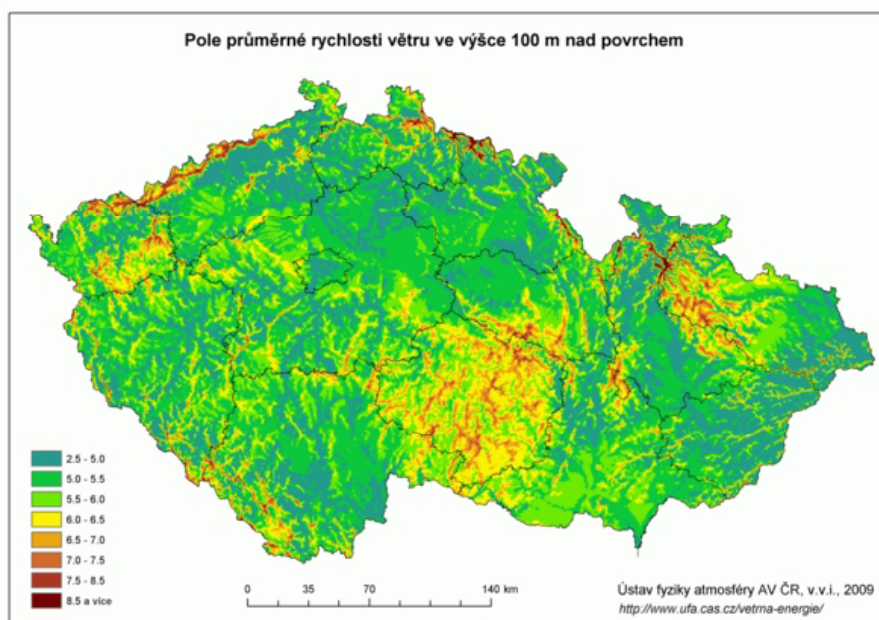 Pole průměrné rychlosti větru ve výšce 100 m nad povrchem
2.5 - 5.0
5.0 - 5.5
5.5 - 6.0
6.0 - 6.5
6.5 - 7.0
7.0 - 7.5
7.5 - 8.5
8.5 a více
0 35 70 140 km
Ústav fyziky atmosféry AV ČR, v.v.i., 2009
http://www.ufa.cas.cz/vetrna-energie/